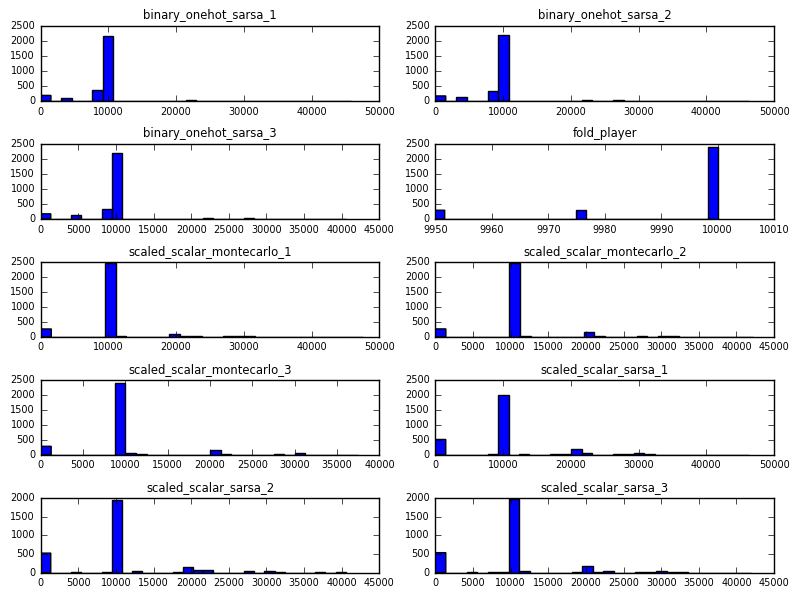 binary_onehot_sarsa_1
2500
2000
1500
1000
500
0
0 10000 20000 30000 40000 50000
binary_onehot_sarsa_2
2500
2000
1500
1000
500
0
0 10000 20000 30000 40000 50000
binary_onehot_sarsa_3
2500
2000
1500
1000
500
0
0 5000 10000 15000 20000 25000 30000 35000 40000 45000
fold_player
2500
2000
1500
1000
500
0
9950 9960 9970 9980 9990 10000 10010
scaled_scalar_montecarlo_1
2500
2000
1500
1000
500
0
0 10000 20000 30000 40000 50000
scaled_scalar_montecarlo_2
2500
2000
1500
1000
500
0
0 5000 10000 15000 20000 25000 30000 35000 40000 45000
scaled_scalar_montecarlo_3
2500
2000
1500
1000
500
0
0 5000 10000 15000 20000 25000 30000 35000 40000
scaled_scalar_sarsa_1
2500
2000
1500
1000
500
0
0 10000 20000 30000 40000 50000
scaled_scalar_sarsa_2
2000
1500
1000
500
0
0 5000 10000 15000 20000 25000 30000 35000 40000 45000
scaled_scalar_sarsa_3
2000
1500
1000
500
0
0 5000 10000 15000 20000 25000 30000 35000 40000 45000